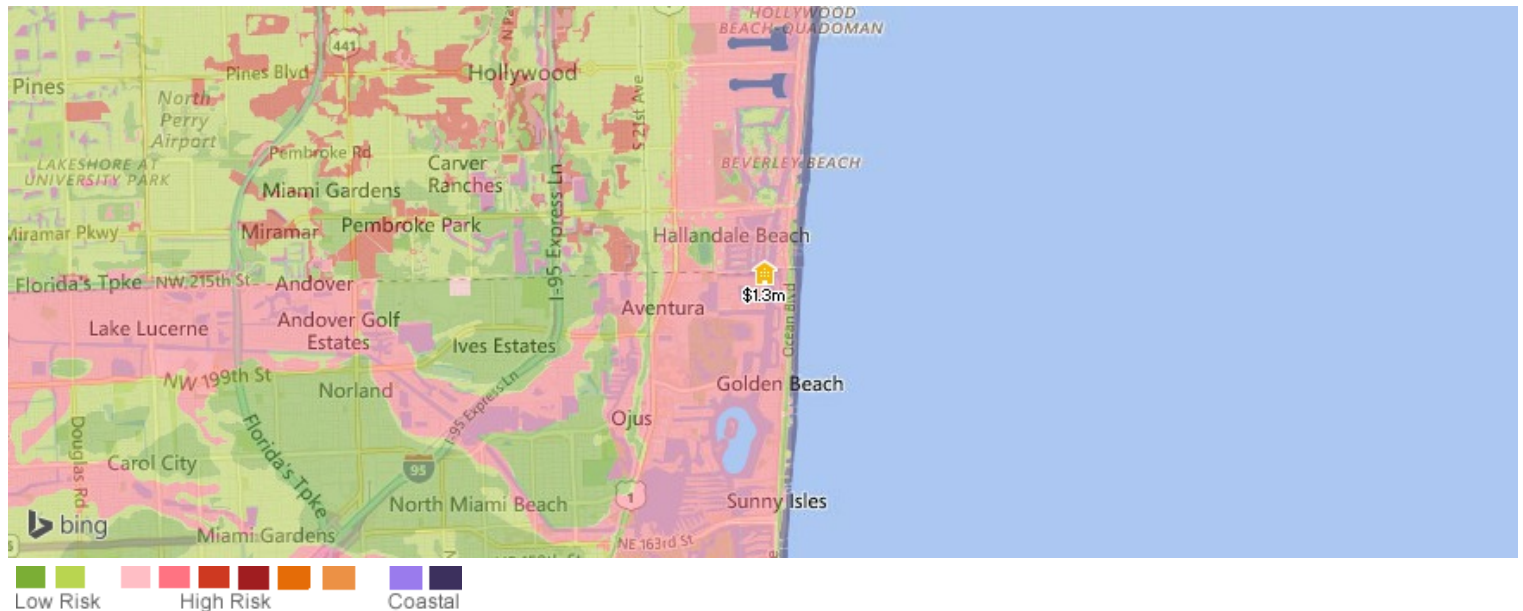 HOLLYWOOD
BEACH-QUADOMAN
441
Pines Blvd
Hollywood
Pines
North
Perry
Airport
S 21st Ave
Pembroke Rd
Carver
Ranches
BEVERLEY BEACH
LAKESHORE AT
UNIVERSITY PARK
Miami Gardens
I-95 Express Ln
Miramar Pkwy
Miramar
Pembroke Park
Hallandale Beach
Florida's Tpke
NW 215th St
Andover
$1.3m
Aventura
Lake Lucerne
Andover Golf
Estates
Ives Estates
Ocean Blvd
NW 199th St
Norland
I-95 Express Ln
Golden Beach
Ojus
Douglas Rd
Florida's Tpke
Carol City
95
North Miami Beach
1
Sunny Isles
bing
Miami Gardens
NE 163rd St
Low Risk
High Risk
Coastal